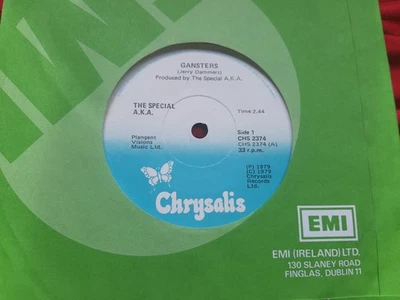 GANSTERS
(Jerry Dammers)
Produced by The Special A.K.A.
THE SPECIAL
A.K.A.
Time 2.44
Plangent
Visions
Music Ltd.
Side 1
CHS 2374
CHS 2374 (A)
33 r.p.m.
(P) 1979
(C) 1979
Chrysalis
Records
Ltd.
Chrysalis
EMI
EMI (IRELAND) LTD.
130 SLANEY ROAD
FINGLAS, DUBLIN 11